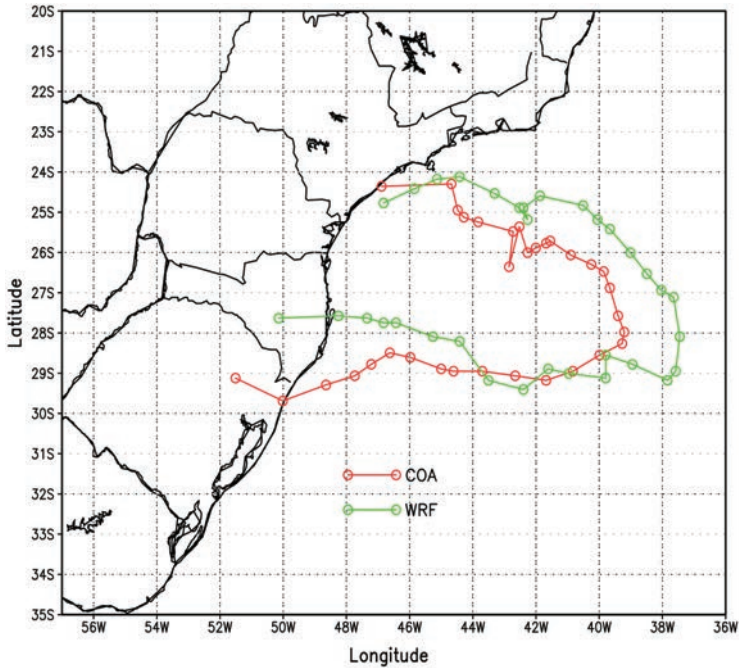 20S
21S
22S
23S
24S
25S
26S
27S
28S
29S
30S
31S
32S
33S
34S
35S
Latitude
COA
WRF
56W 54W 52W 50W 48W 46W 44W 42W 40W 38W 36W
Longitude